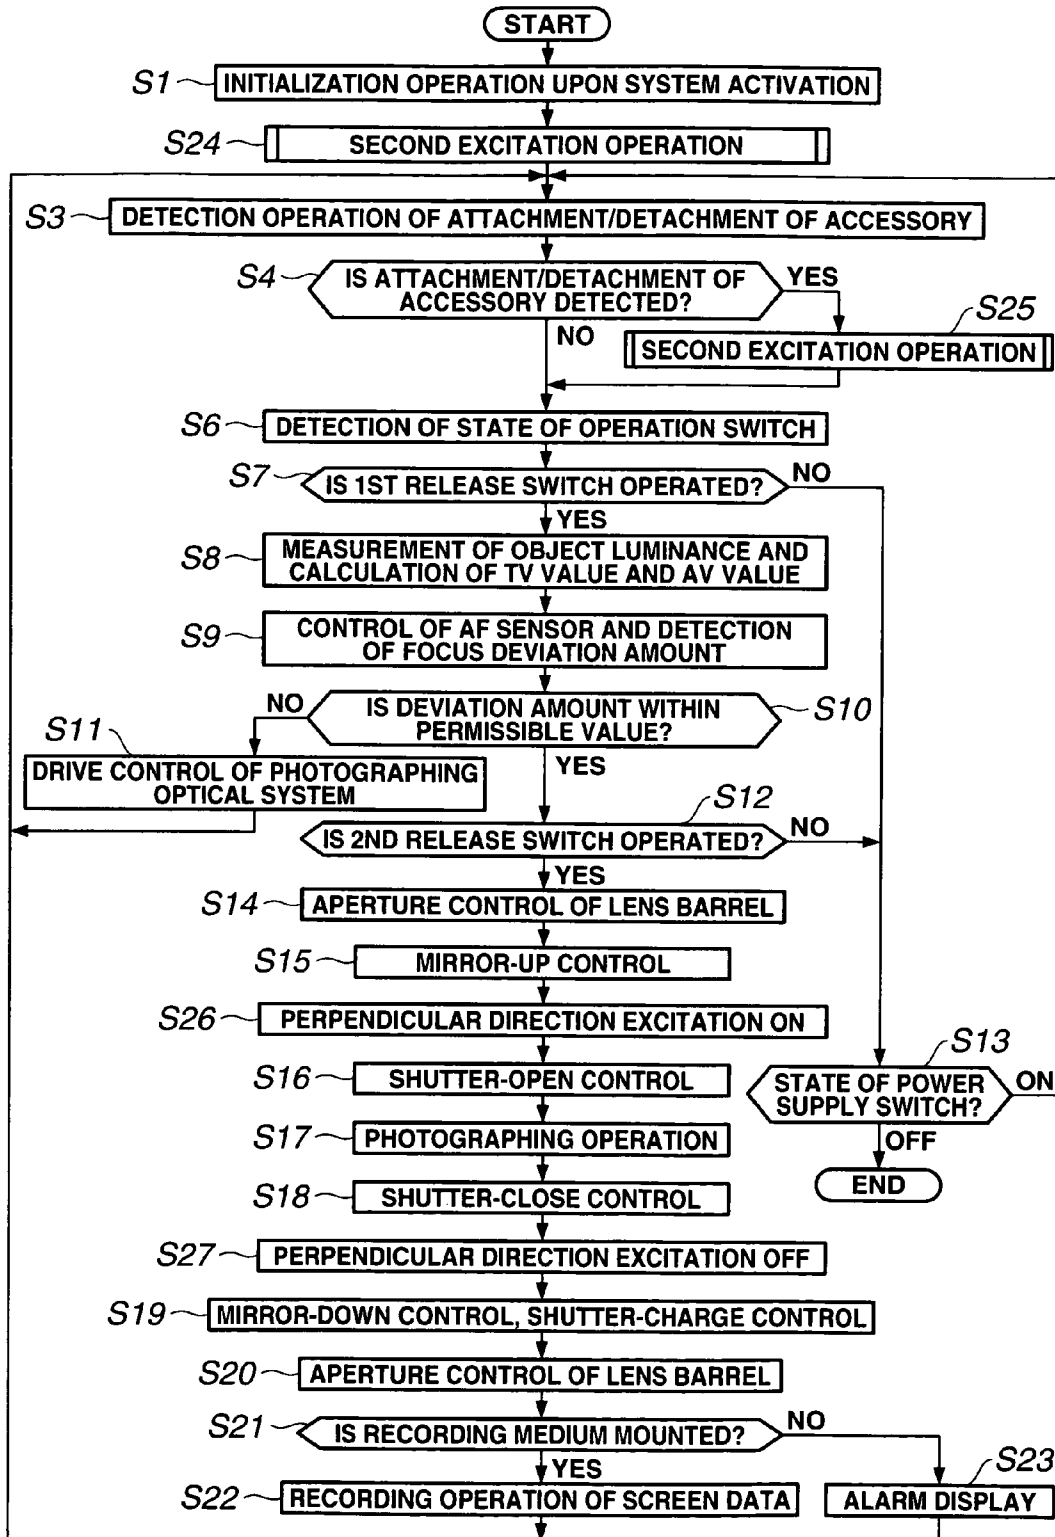 START
S1
INITIALIZATION OPERATION UPON SYSTEM ACTIVATION
S24
SECOND EXCITATION OPERATION
S3
DETECTION OPERATION OF ATTACHMENT/DETACHMENT OF ACCESSORY
S4
IS ATTACHMENT/DETACHMENT OF
ACCESSORY DETECTED?
YES
NO
S25
SECOND EXCITATION OPERATION
S6
DETECTION OF STATE OF OPERATION SWITCH
S7
IS 1ST RELEASE SWITCH OPERATED?
NO
YES
S8
MEASUREMENT OF OBJECT LUMINANCE AND
CALCULATION OF TV VALUE AND AV VALUE
S9
CONTROL OF AF SENSOR AND DETECTION
OF FOCUS DEVIATION AMOUNT
S10
IS DEVIATION AMOUNT WITHIN
PERMISSIBLE VALUE?
NO
YES
S11
DRIVE CONTROL OF PHOTOGRAPHING
OPTICAL SYSTEM
S12
IS 2ND RELEASE SWITCH OPERATED?
NO
YES
S14
APERTURE CONTROL OF LENS BARREL
S15
MIRROR-UP CONTROL
S26
PERPENDICULAR DIRECTION EXCITATION ON
S13
STATE OF POWER
SUPPLY SWITCH?
ON
OFF
END
S16
SHUTTER-OPEN CONTROL
S17
PHOTOGRAPHING OPERATION
S18
SHUTTER-CLOSE CONTROL
S27
PERPENDICULAR DIRECTION EXCITATION OFF
S19
MIRROR-DOWN CONTROL, SHUTTER-CHARGE CONTROL
S20
APERTURE CONTROL OF LENS BARREL
S21
IS RECORDING MEDIUM MOUNTED?
NO
YES
S22
RECORDING OPERATION OF SCREEN DATA
S23
ALARM DISPLAY